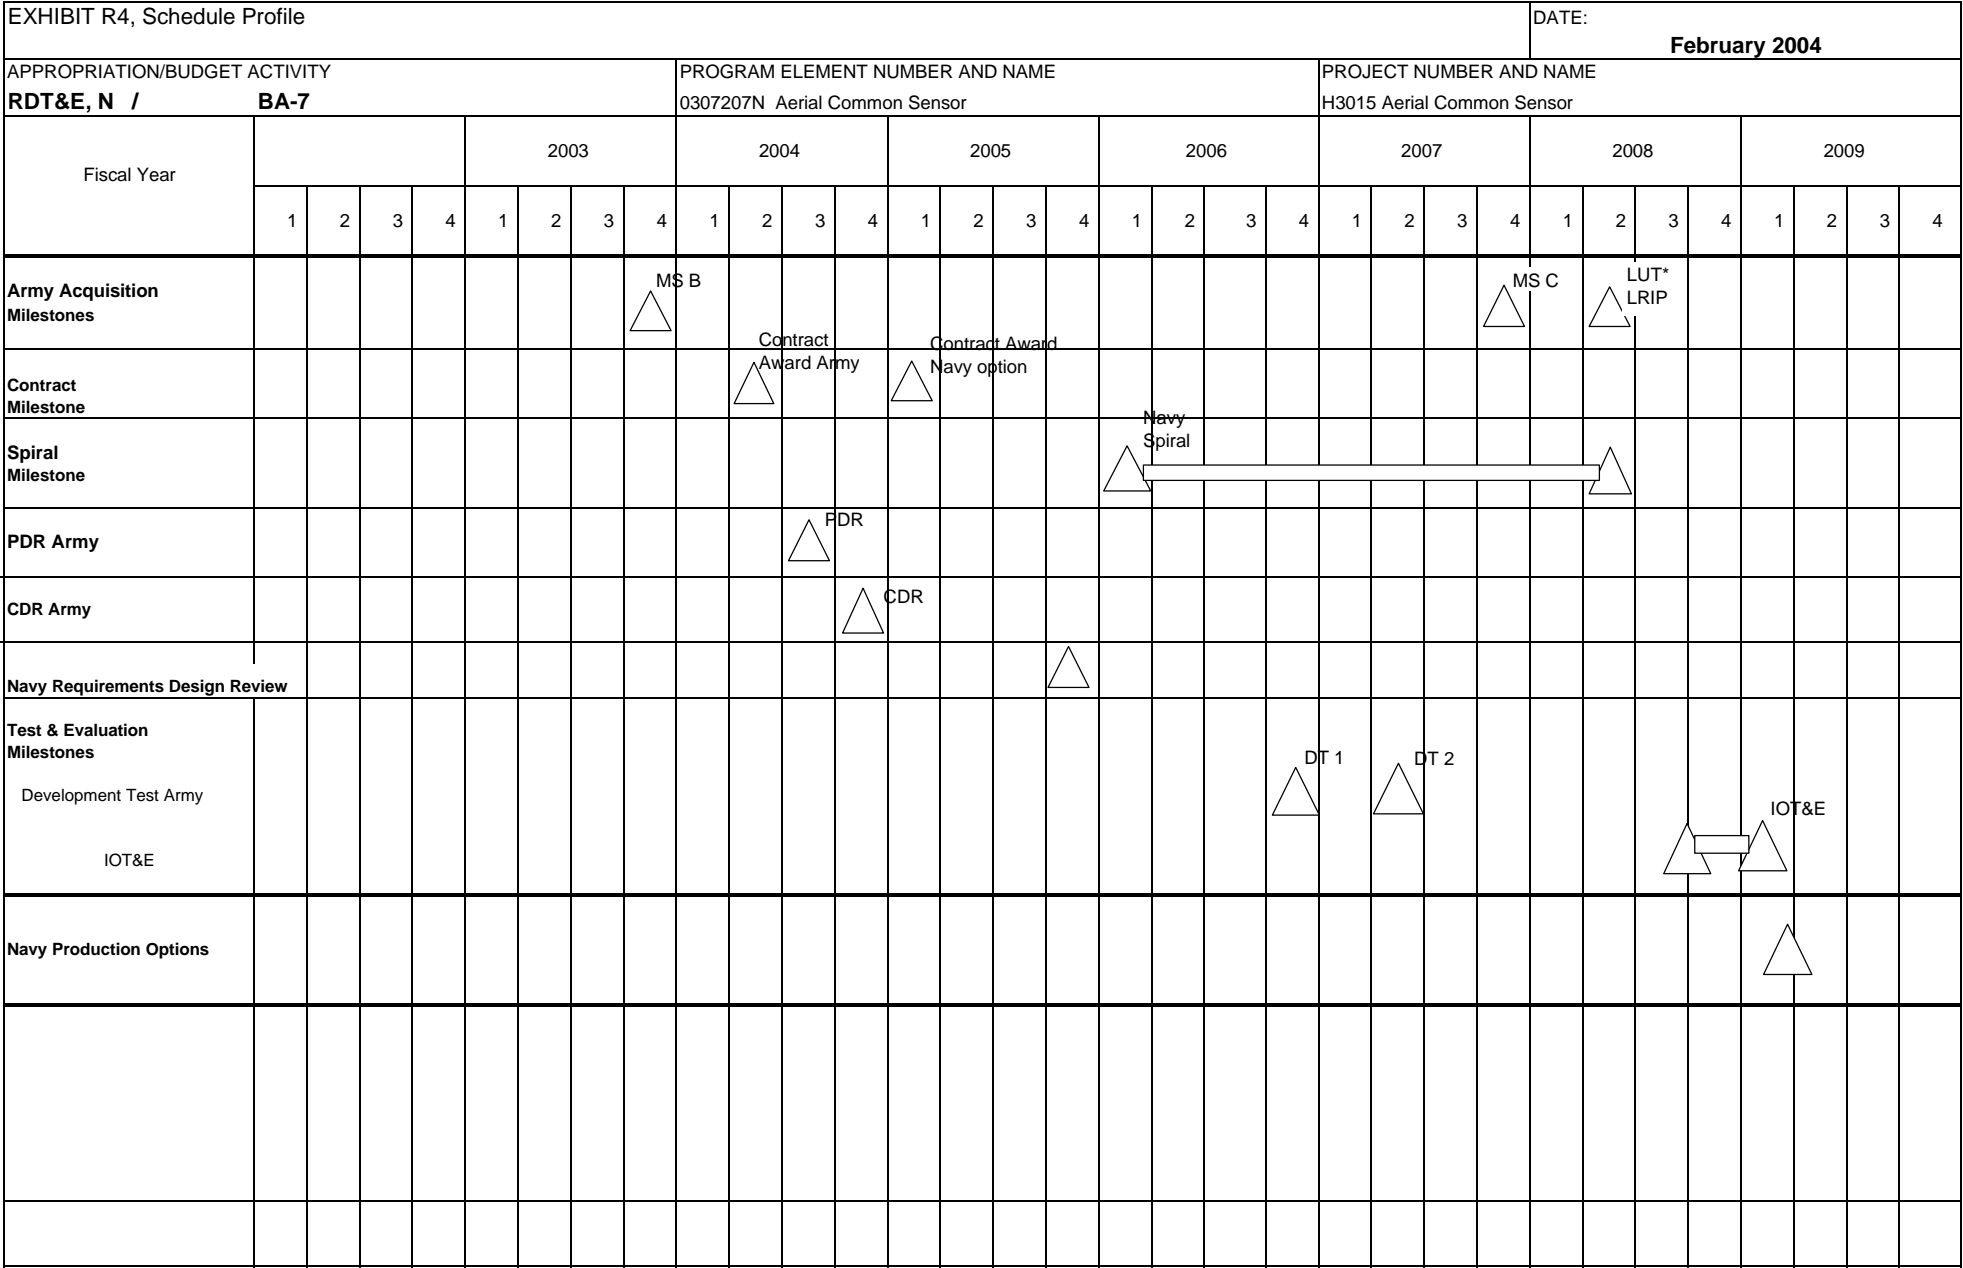 EXHIBIT R4, Schedule Profile
DATE:
February 2004
APPROPRIATION/BUDGET ACTIVITY
PROGRAM ELEMENT NUMBER AND NAME
PROJECT NUMBER AND NAME
RDT&E, N / BA-7
0307207N Aerial Common Sensor
H3015 Aerial Common Sensor
Fiscal Year
2003 2004 2005 2006 2007 2008 2009
1 2 3 4 1 2 3 4 1 2 3 4 1 2 3 4 1 2 3 4 1 2 3 4 1 2 3 4 1 2 3 4
Army Acquisition
Milestones
MS B
MS C
LUT*
LRIP
Contract
Award Army
Contract Award
Navy option
Contract
Milestone
Navy
Spiral
Spiral
Milestone
PDR Army
PDR
CDR Army
CDR
Navy Requirements Design Review
Test & Evaluation
Milestones
DT 1
DT 2
Development Test Army
IOT&E
IOT&E
Navy Production Options